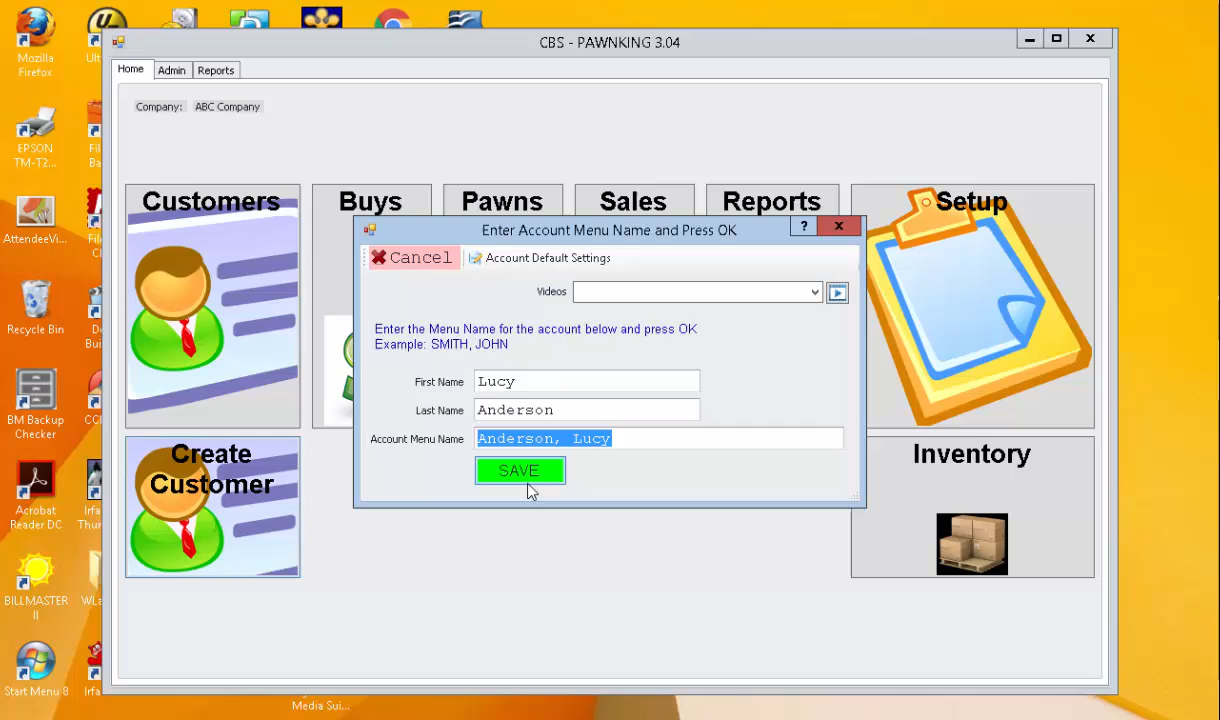 CBS - PAWNKING 3.04
Home Admin Reports
Company: ABC Company
Customers Buys Pawns Sales Reports Setup
Enter Account Menu Name and Press OK
? X
Cancel Account Default Settings
Videos
Enter the Menu Name for the account below and press OK
Example: SMITH, JOHN
First Name Lucy
Last Name Anderson
Account Menu Name Anderson, Lucy
SAVE
Create
Customer
Inventory
Mozilla
Firefox
EPSON
TM-T2...
AttendeeVi...
Recycle Bin
BM Backup
Checker
Acrobat
Reader DC
BILLMASTER
II
Start Menu 8
Media Sui...